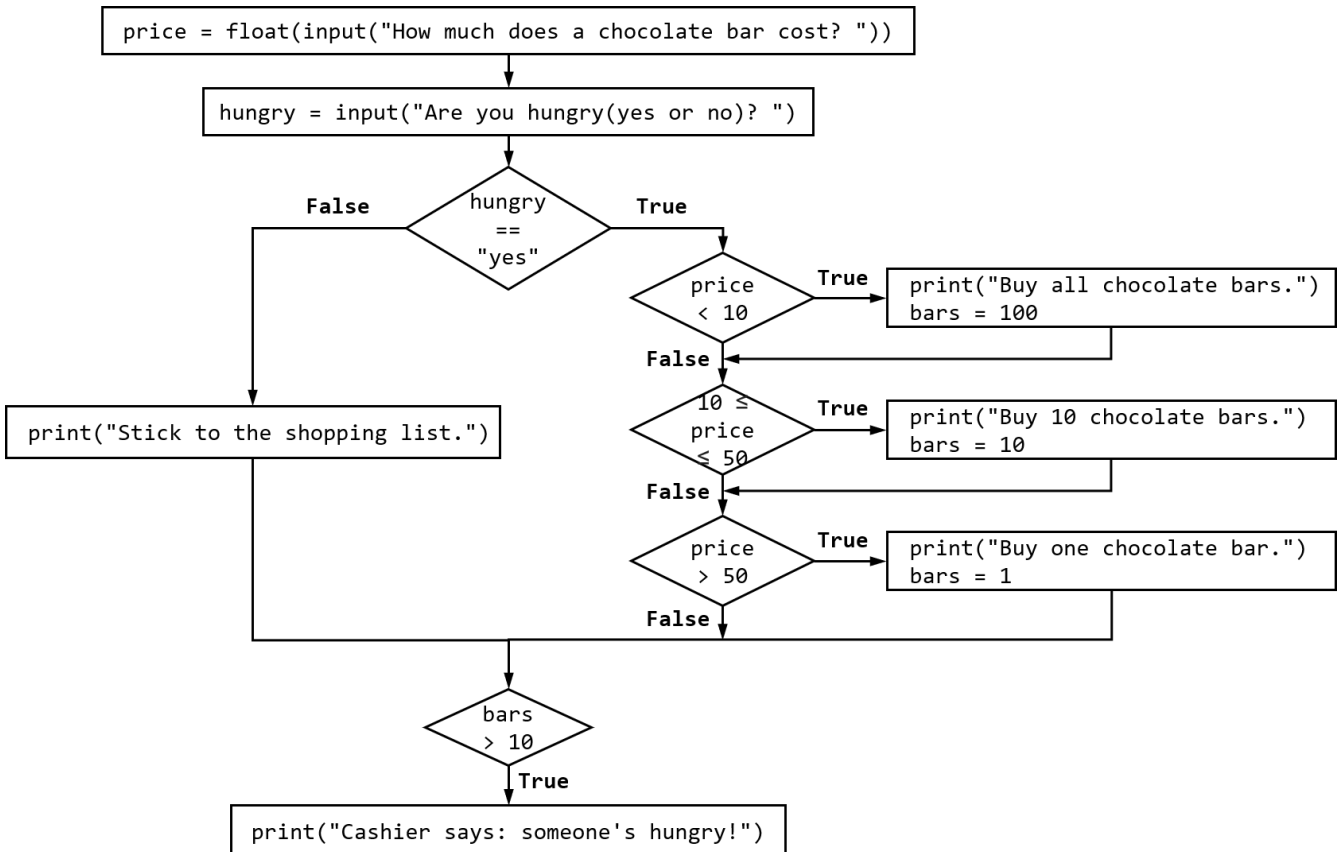 price = float(input("How much does a chocolate bar cost? "))
hungry = input("Are you hungry(yes or no)? ")
False
hungry
==
"yes"
True
price
< 10
True
print("Buy all chocolate bars.")
bars = 100
False
10 ≤
price
≤ 50
True
print("Buy 10 chocolate bars.")
bars = 10
print("Stick to the shopping list.")
False
price
> 50
True
print("Buy one chocolate bar.")
bars = 1
False
bars
> 10
True
print("Cashier says: someone's hungry!")